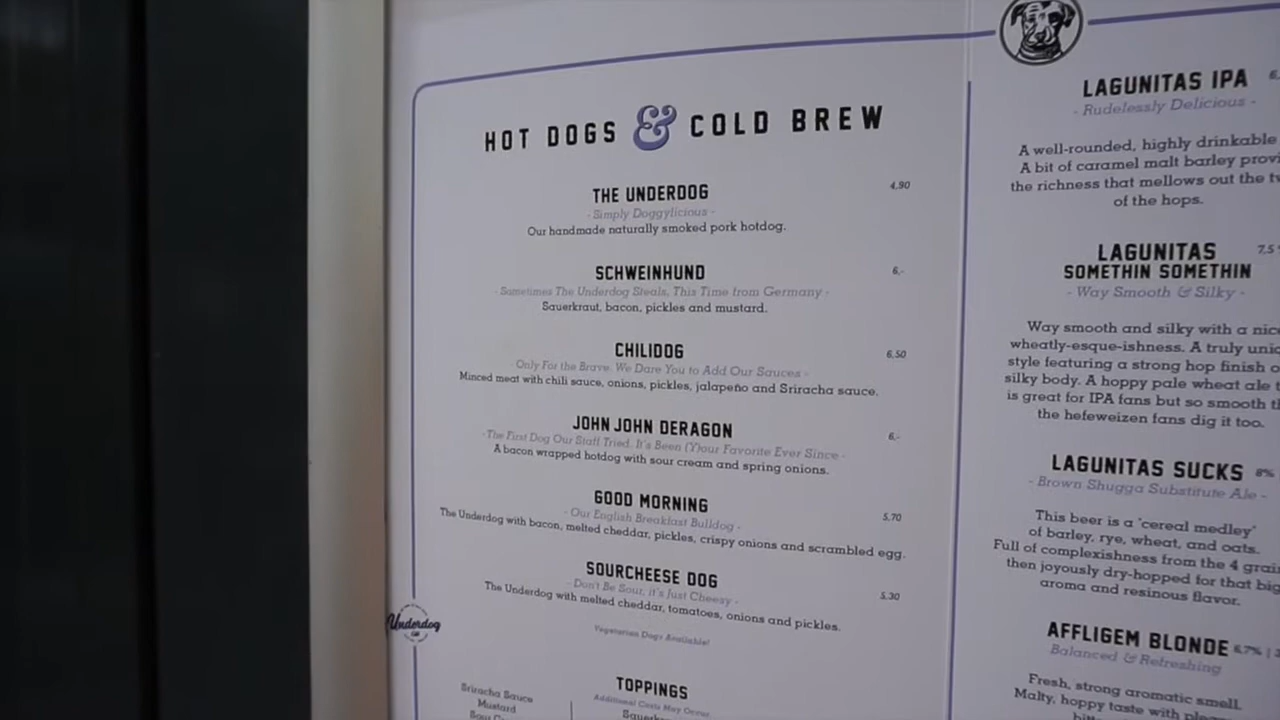 HOT DOGS & COLD BREW
THE UNDERDOG 4,90
- Simply Doggylicious -
Our handmade naturally smoked pork hotdog.
SCHWEINHUND 6,-
- Sometimes The Underdog Steals, This Time from Germany -
Sauerkraut, bacon, pickles and mustard.
CHILIDOG 6,50
- Only For the Brave. We Dare You to Add Our Sauces -
Minced meat with chili sauce, onions, pickles, jalapeño and Sriracha sauce.
JOHN JOHN DERAGON 6,-
- The First Dog Our Staff Tried. It's Been (Y)our Favorite Ever Since -
A bacon wrapped hotdog with sour cream and spring onions.
GOOD MORNING 5,70
- Our English Breakfast Bulldog -
The Underdog with bacon, melted cheddar, pickles, crispy onions and scrambled egg.
SOURCHEESE DOG 5,30
- Don't Be Sour, it's Just Cheesy -
The Underdog with melted cheddar, tomatoes, onions and pickles.
Vegetarian Dogs Available!
Underdog
TOPPINGS
Additional Costs May Occur
Sriracha Sauce
Mustard
LAGUNITAS IPA
- Rudelessly Delicious -
A well-rounded, highly drinkable
A bit of caramel malt barley
the richness that mellows out the
of the hops.
LAGUNITAS 7,5
SOMETHIN SOMETHIN
- Way Smooth & Silky -
Way smooth and silky with a
wheatly-esque-ishness. A truly
style featuring a strong hop finish
silky body. A hoppy pale wheat ale
is great for IPA fans but so smooth
the hefeweizen fans dig it too.
LAGUNITAS SUCKS 8%
- Brown Shugga Substitute Ale -
This beer is a 'cereal medley'
of barley, rye, wheat, and oats.
Full of complexishness from the 4
then joyously dry-hopped for that
aroma and resinous flavor.
AFFLIGEM BLONDE 6,7% |
Balanced & Refreshing
Fresh, strong aromatic smell.
Malty, hoppy taste with